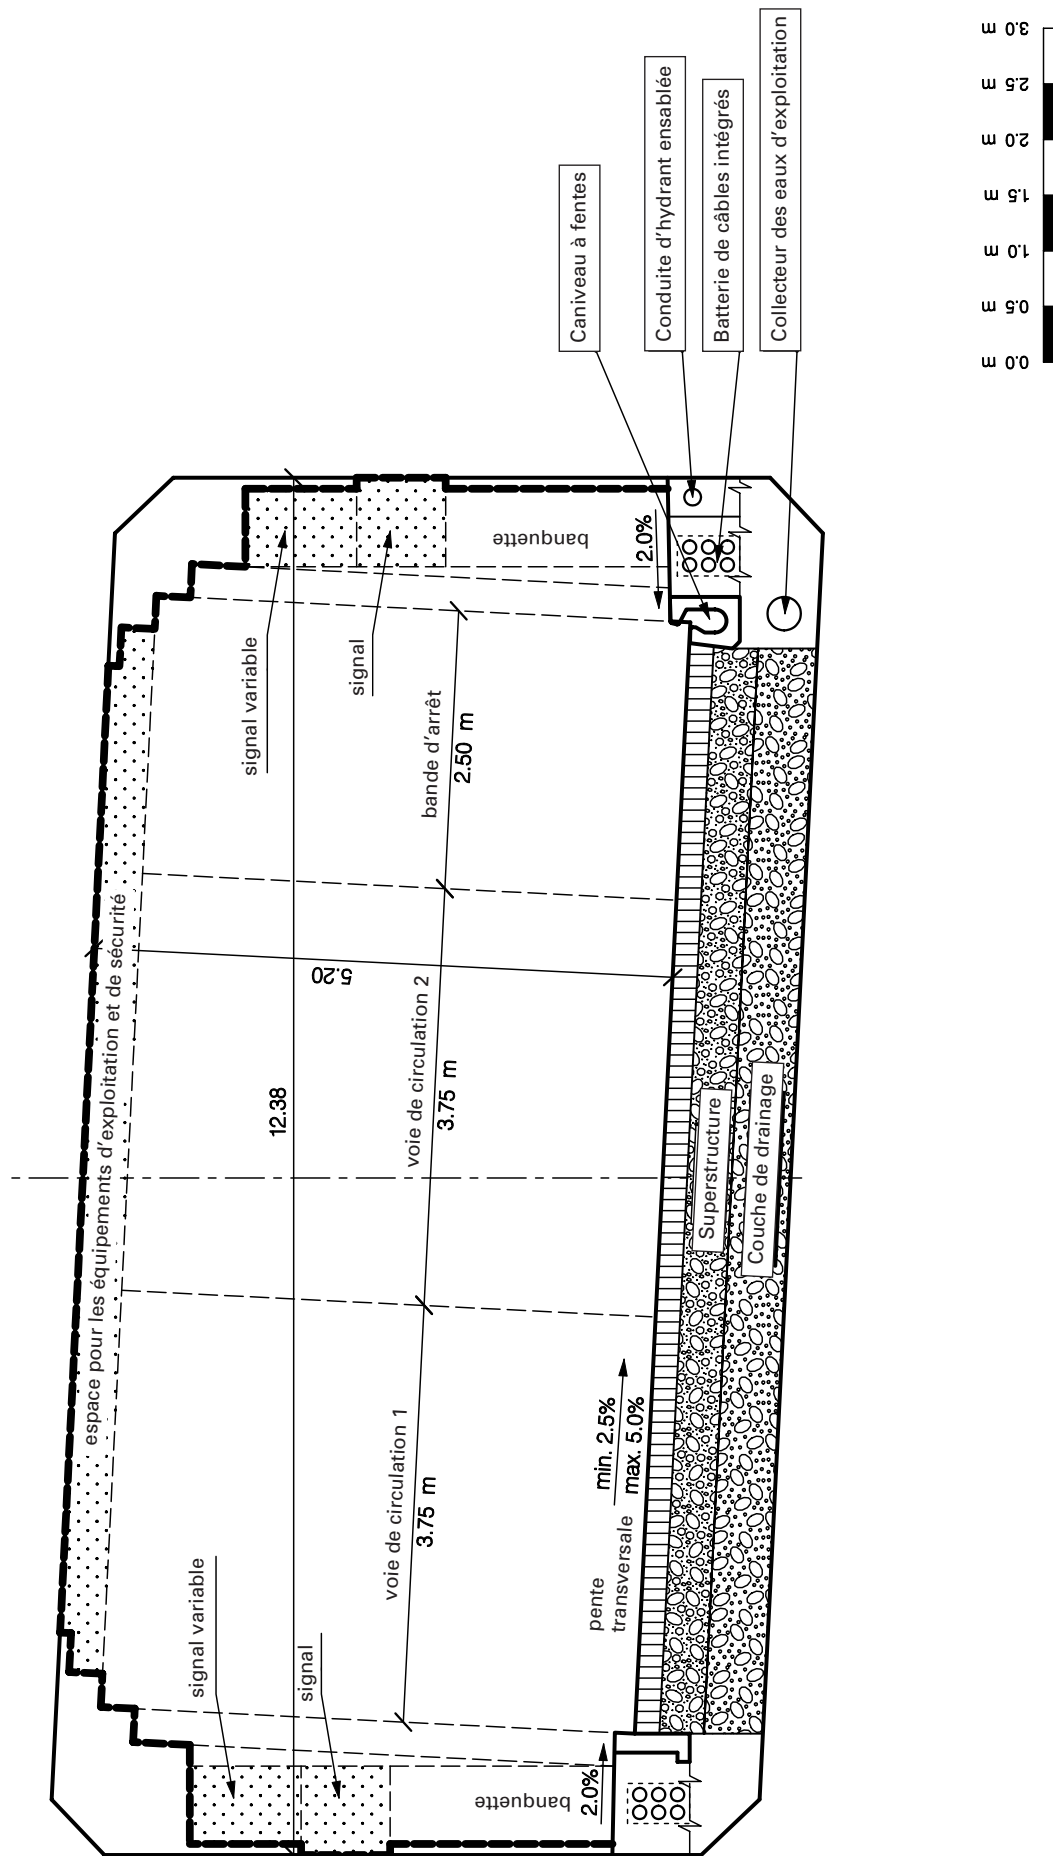 espace pour les équipements d'exploitation et de sécurité
signal variable
signal
signal variable
signal
12.38
5.20
voie de circulation 1
3.75 m
voie de circulation 2
3.75 m
bande d'arrêt
2.50 m
banquette
2.0%
banquette
2.0%
pente
transversale
min. 2.5%
max. 5.0%
Superstructure
Couche de drainage
Caniveau à fentes
Conduite d'hydrant ensablée
Batterie de câbles intégrés
Collecteur des eaux d'exploitation
0.0 m
0.5 m
1.0 m
1.5 m
2.0 m
2.5 m
3.0 m